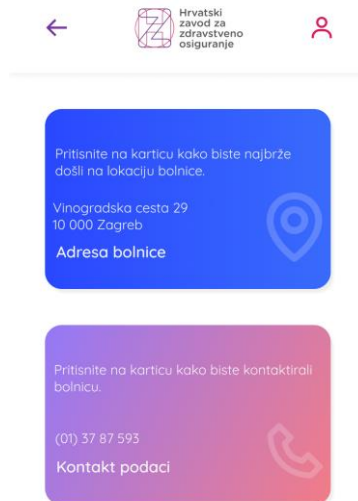 Hrvatski
zavod za
zdravstveno
osiguranje
Pritisnite na karticu kako biste najbrže
došli na lokaciju bolnice.
Vinogradska cesta 29
10 000 Zagreb
Adresa bolnice
Pritisnite na karticu kako biste kontaktirali
bolnicu.
(01) 37 87 593
Kontakt podaci